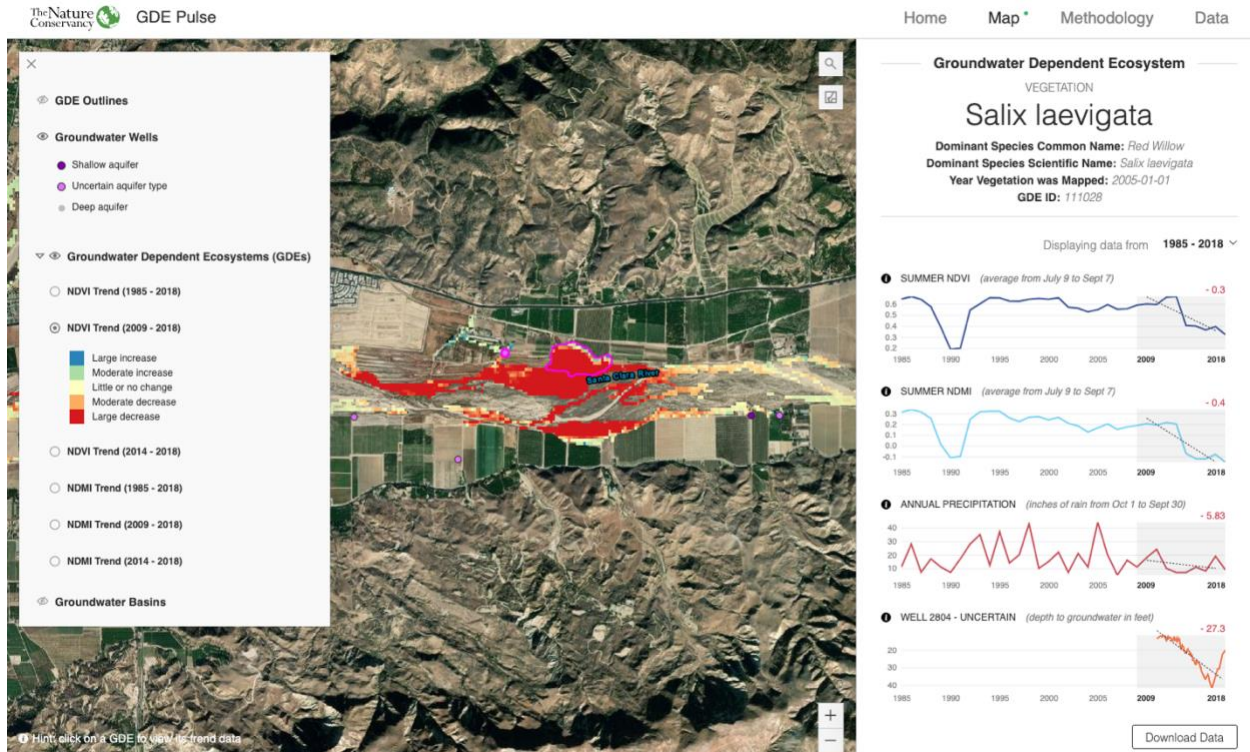 The Nature
Conservancy
GDE Pulse
Home Map Methodology Data
GDE Outlines
Groundwater Wells
Shallow aquifer
Uncertain aquifer type
Deep aquifer
Groundwater Dependent Ecosystems (GDEs)
NDVI Trend (1985 - 2018)
NDVI Trend (2009 - 2018)
Large increase
Moderate increase
Little or no change
Moderate decrease
Large decrease
NDVI Trend (2014 - 2018)
NDMI Trend (1985 - 2018)
NDMI Trend (2009 - 2018)
NDMI Trend (2014 - 2018)
Groundwater Basins
Hint: click on a GDE to view its trend data
Santa Clara River
+
−
Groundwater Dependent Ecosystem
VEGETATION
Salix laevigata
Dominant Species Common Name: Red Willow
Dominant Species Scientific Name: Salix laevigata
Year Vegetation was Mapped: 2005-01-01
GDE ID: 111028
Displaying data from 1985 - 2018
SUMMER NDVI (average from July 9 to Sept 7)
- 0.3
0.6
0.5
0.4
0.3
0.2
1985 1990 1995 2000 2005 2009 2018
SUMMER NDMI (average from July 9 to Sept 7)
- 0.4
0.3
0.2
0.1
0.0
-0.1
1985 1990 1995 2000 2005 2009 2018
ANNUAL PRECIPITATION (inches of rain from Oct 1 to Sept 30)
- 5.83
40
30
20
10
1985 1990 1995 2000 2005 2009 2018
WELL 2804 - UNCERTAIN (depth to groundwater in feet)
- 27.3
20
30
40
1985 1990 1995 2000 2005 2009 2018
Download Data